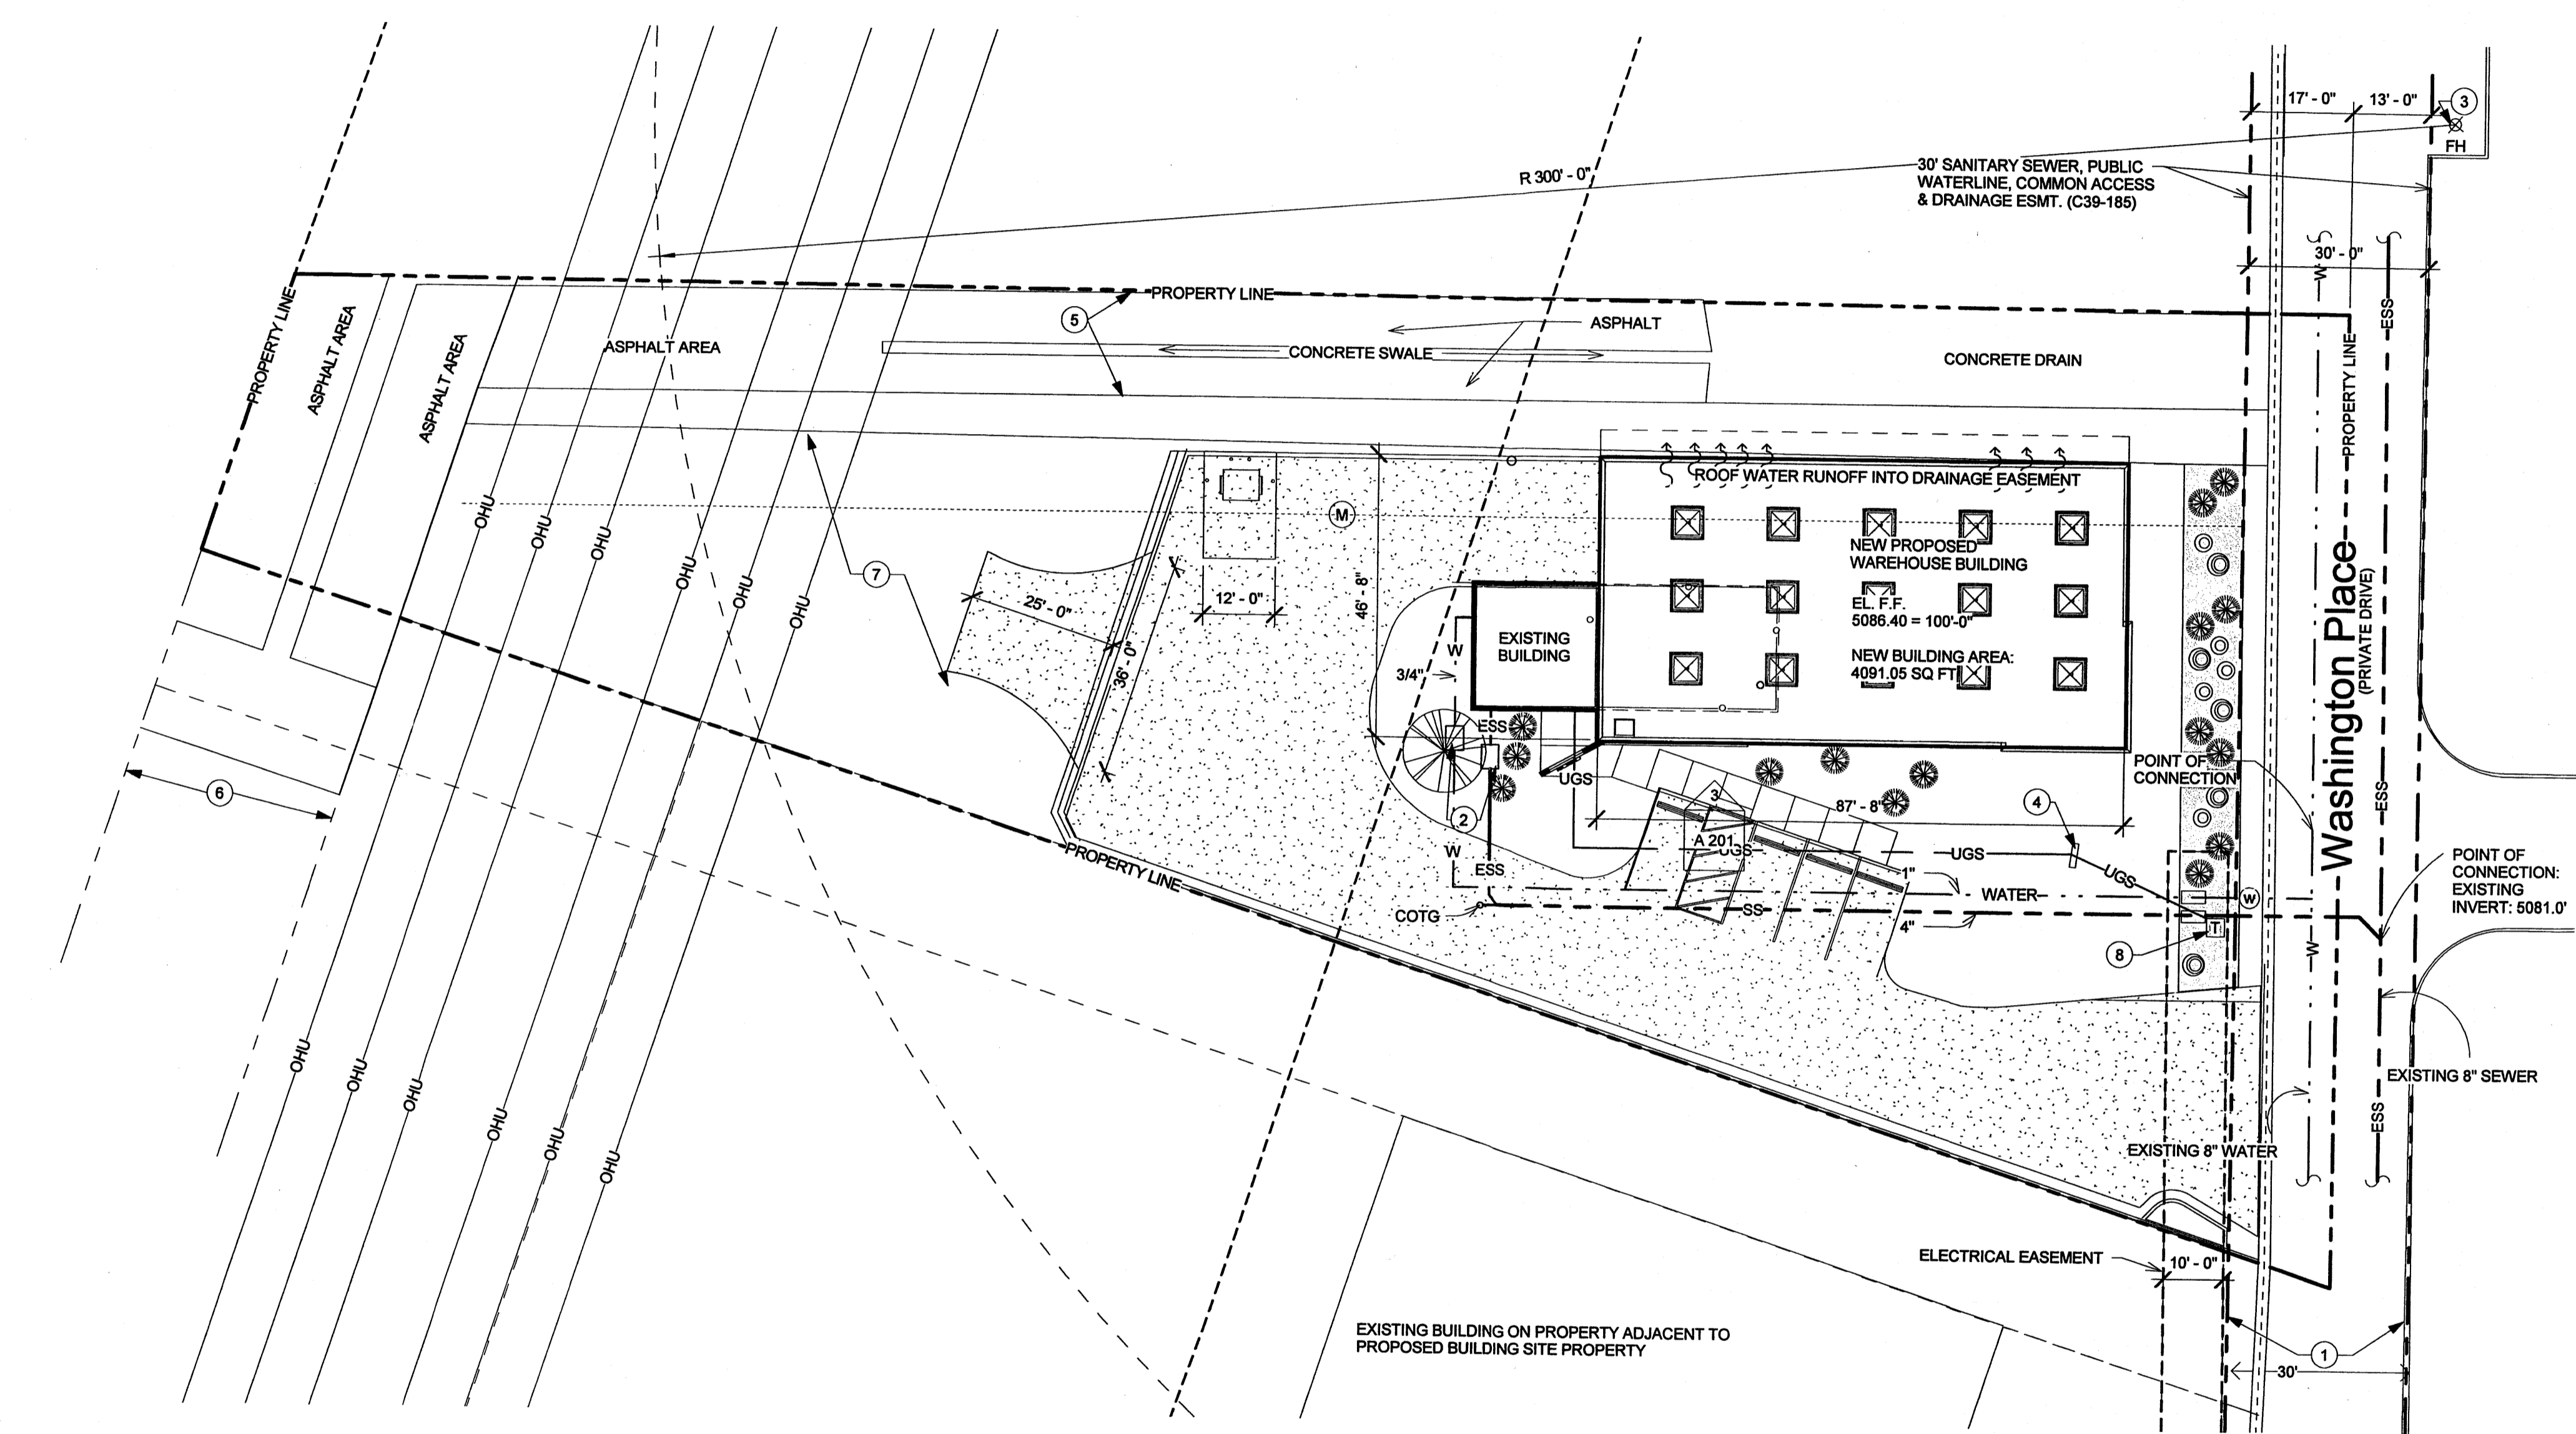 17' - 0"
13' - 0"
3
FH
R 300' - 0"
30' SANITARY SEWER, PUBLIC
WATERLINE, COMMON ACCESS
& DRAINAGE ESMT. (C39-185)
30' - 0"
W
ESS
PROPERTY LINE
PROPERTY LINE
PROPERTY LINE
5
ASPHALT
ASPHALT AREA
ASPHALT AREA
ASPHALT AREA
CONCRETE SWALE
CONCRETE DRAIN
ROOF WATER RUNOFF INTO DRAINAGE EASEMENT
OHU
OHU
OHU
OHU
OHU
OHU
M
7
25' - 0"
36' - 0"
12' - 0"
46' - 8"
NEW PROPOSED
WAREHOUSE BUILDING
EL. F.F.
5086.40 = 100'-0"
NEW BUILDING AREA:
4091.05 SQ FT
EXISTING
BUILDING
W
3/4"
ESS
UGS
Washington Place
(PRIVATE DRIVE)
POINT OF
CONNECTION
6
2
3
A 201
87' - 8"
4
UGS
UGS
UGS
ESS
W
ESS
1"
WATER
SS
4"
COTG
W
T
8
W
POINT OF
CONNECTION:
EXISTING
INVERT: 5081.0'
PROPERTY LINE
OHU
OHU
OHU
OHU
OHU
OHU
EXISTING 8" SEWER
ESS
EXISTING 8" WATER
ELECTRICAL EASEMENT
10' - 0"
EXISTING BUILDING ON PROPERTY ADJACENT TO
PROPOSED BUILDING SITE PROPERTY
1
30'